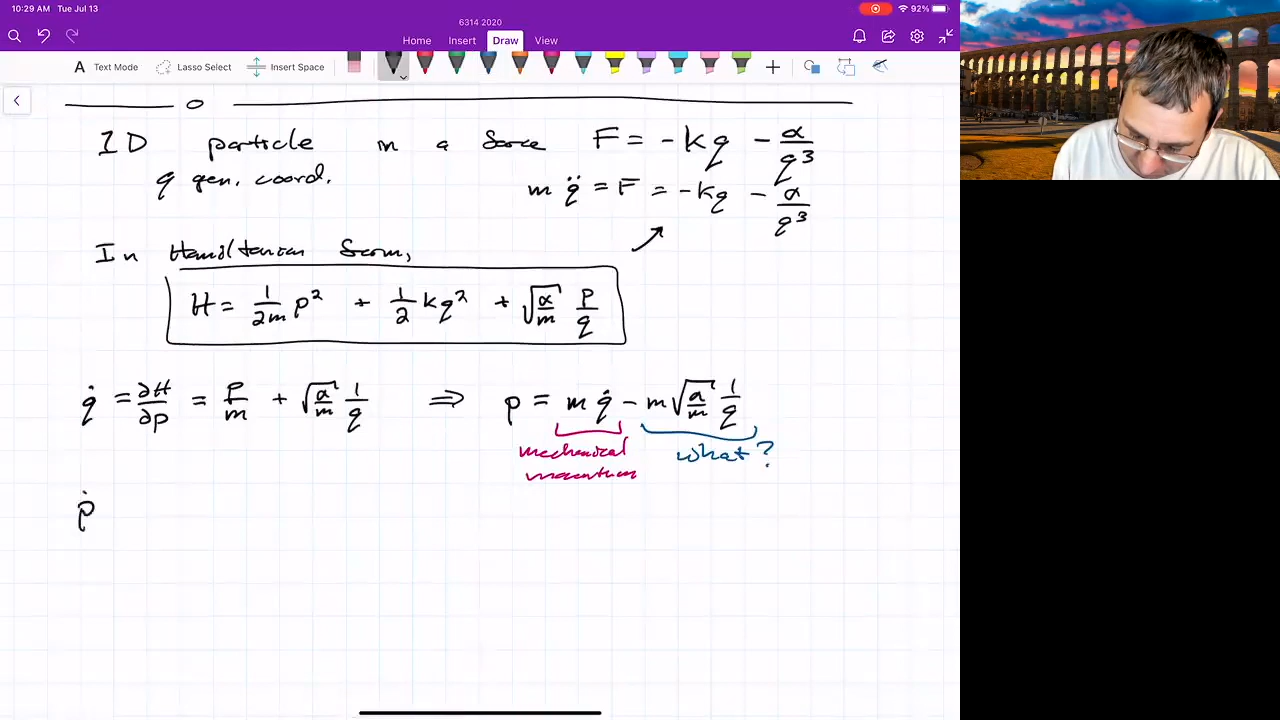 10:29 AM Tue Jul 13
92%
6314 2020
Home Insert Draw View
Text Mode Lasso Select Insert Space
1D particle in a force F = -kq - α/q³
q gen. coord.
m q̈ = F = -kq - α/q³
In Hamiltonian form,
H = 1/2m p² + 1/2 kq² + √(α/m) p/q
q̇ = ∂H/∂p = p/m + √(α/m) 1/q ⇒ p = m q̇ - m√(α/m) 1/q
mechanical momentum
what?
ṗ